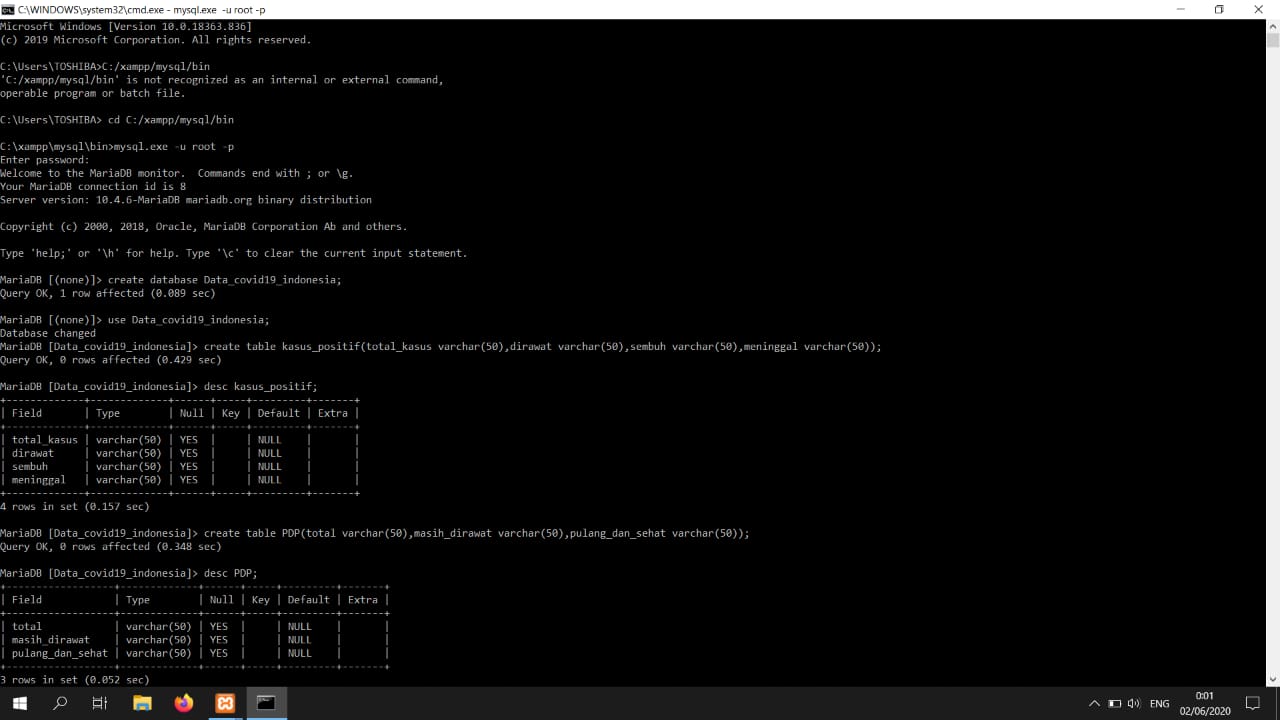 C:\WINDOWS\system32\cmd.exe - mysql.exe -u root -p
Microsoft Windows [Version 10.0.18363.836]
(c) 2019 Microsoft Corporation. All rights reserved.
C:\Users\TOSHIBA>C:/xampp/mysql/bin
'C:/xampp/mysql/bin' is not recognized as an internal or external command,
operable program or batch file.
C:\Users\TOSHIBA> cd C:/xampp/mysql/bin
C:\xampp\mysql\bin>mysql.exe -u root -p
Enter password:
Welcome to the MariaDB monitor.  Commands end with ; or \g.
Your MariaDB connection id is 8
Server version: 10.4.6-MariaDB mariadb.org binary distribution
Copyright (c) 2000, 2018, Oracle, MariaDB Corporation Ab and others.
Type 'help;' or '\h' for help. Type '\c' to clear the current input statement.
MariaDB [(none)]> create database Data_covid19_indonesia;
Query OK, 1 row affected (0.089 sec)
MariaDB [(none)]> use Data_covid19_indonesia;
Database changed
MariaDB [Data_covid19_indonesia]> create table kasus_positif(total_kasus varchar(50),dirawat varchar(50),sembuh varchar(50),meninggal varchar(50));
Query OK, 0 rows affected (0.429 sec)
MariaDB [Data_covid19_indonesia]> desc kasus_positif;
+-------------+-------------+------+-----+---------+-------+
| Field       | Type        | Null | Key | Default | Extra |
+-------------+-------------+------+-----+---------+-------+
| total_kasus | varchar(50) | YES  |     | NULL    |       |
| dirawat     | varchar(50) | YES  |     | NULL    |       |
| sembuh      | varchar(50) | YES  |     | NULL    |       |
| meninggal   | varchar(50) | YES  |     | NULL    |       |
+-------------+-------------+------+-----+---------+-------+
4 rows in set (0.157 sec)
MariaDB [Data_covid19_indonesia]> create table PDP(total varchar(50),masih_dirawat varchar(50),pulang_dan_sehat varchar(50));
Query OK, 0 rows affected (0.348 sec)
MariaDB [Data_covid19_indonesia]> desc PDP;
+------------------+-------------+------+-----+---------+-------+
| Field            | Type        | Null | Key | Default | Extra |
+------------------+-------------+------+-----+---------+-------+
| total            | varchar(50) | YES  |     | NULL    |       |
| masih_dirawat    | varchar(50) | YES  |     | NULL    |       |
| pulang_dan_sehat | varchar(50) | YES  |     | NULL    |       |
+------------------+-------------+------+-----+---------+-------+
3 rows in set (0.052 sec)
ENG
0:01
02/06/2020